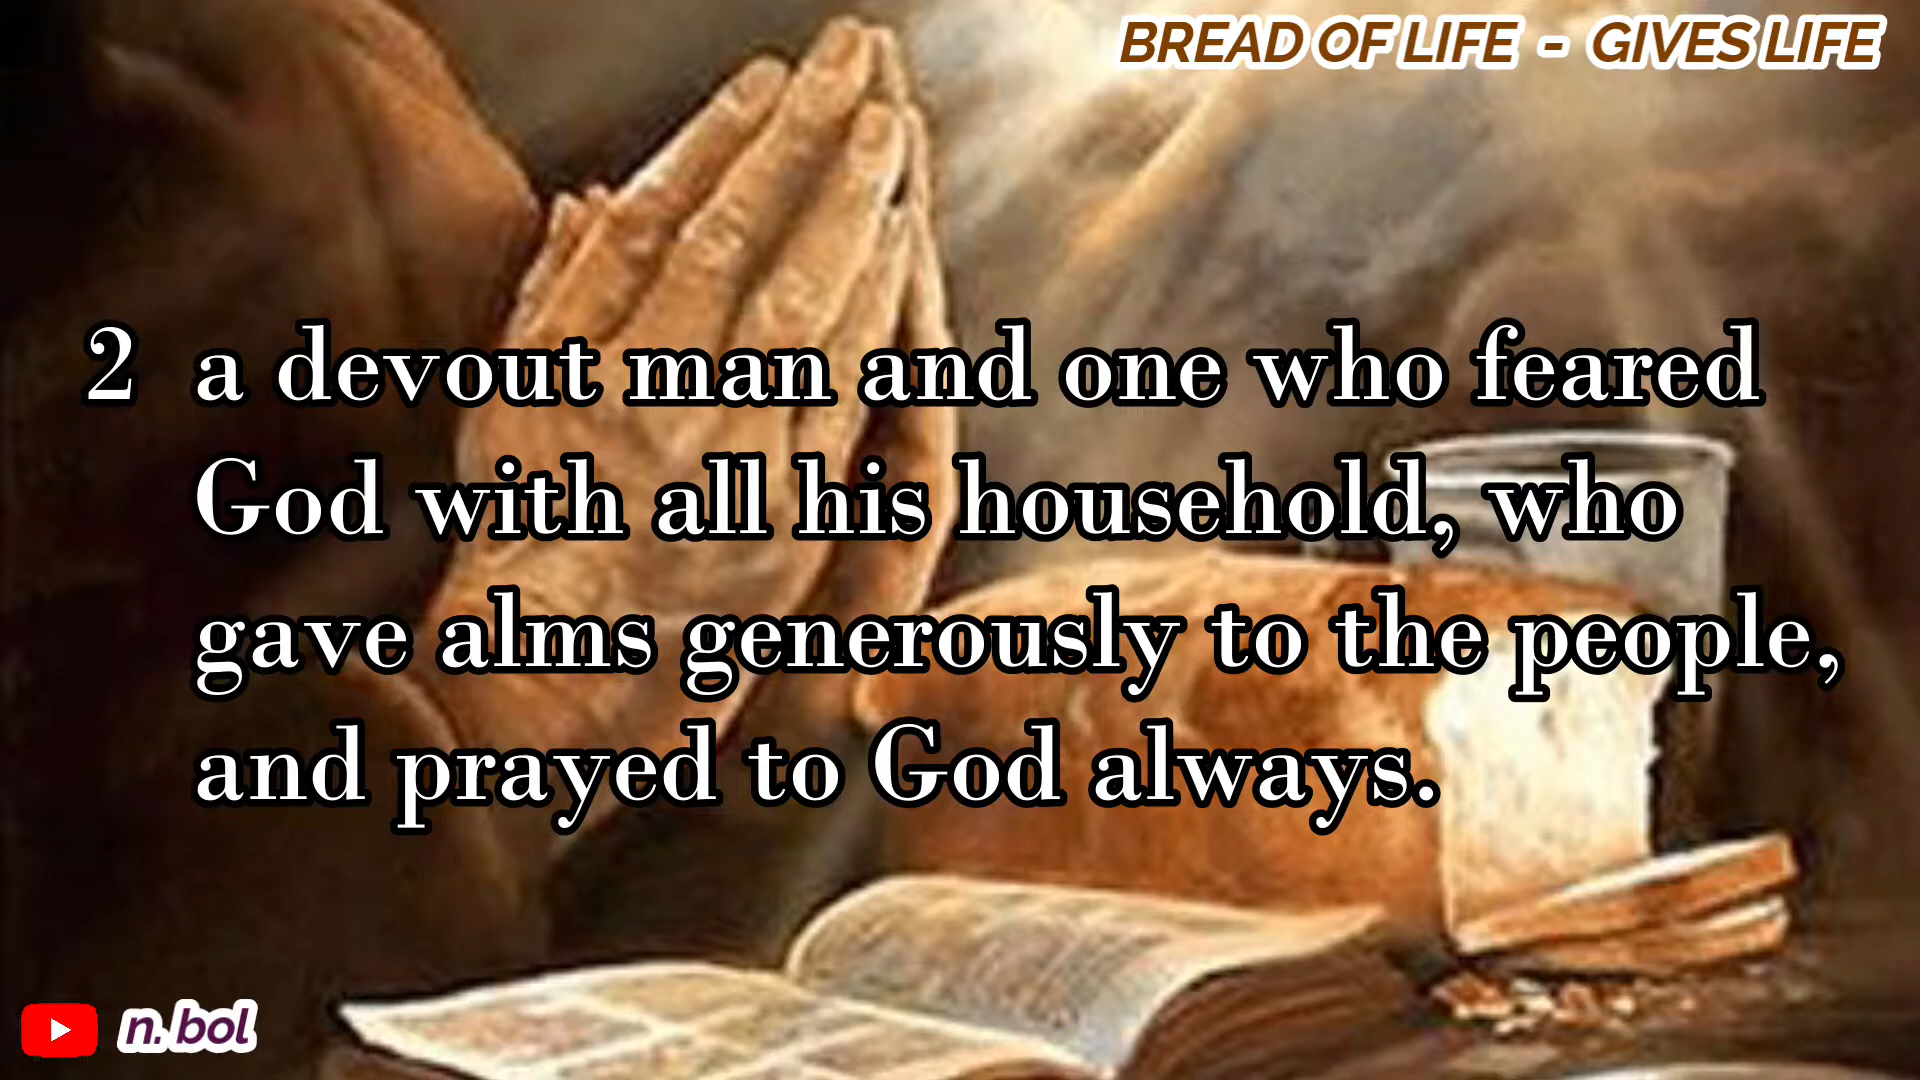 BREAD OF LIFE - GIVES LIFE
2 a devout man and one who feared
God with all his household, who
gave alms generously to the people,
and prayed to God always.
n. bol